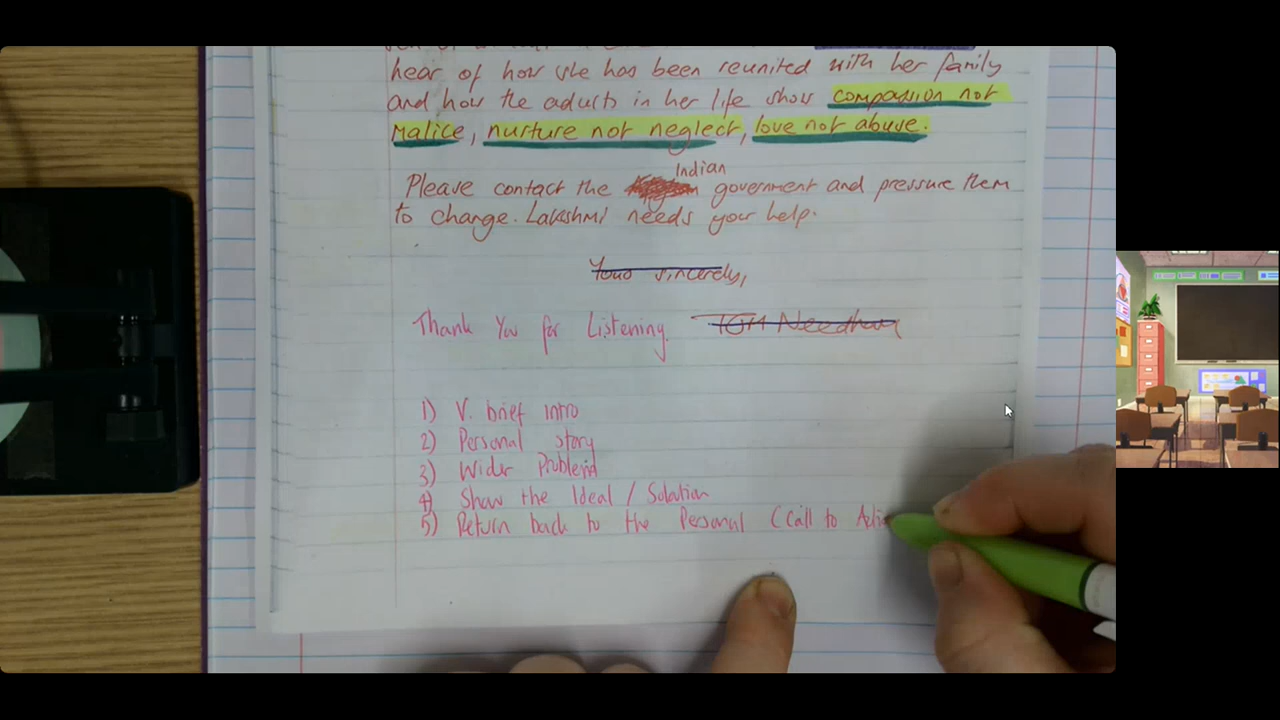 hear of how she has been reunited with her family
and how the adults in her life show compassion not
malice, nurture not neglect, love not abuse.
Indian
Please contact the government and pressure them
to change. Lakshmi needs your help.
Yours sincerely,
Thank You for Listening. Tom Needham
1) V. brief intro
2) Personal story
3) Wider Problem
4) Show the Ideal / Solution
5) Return back to the Personal (Call to Actio